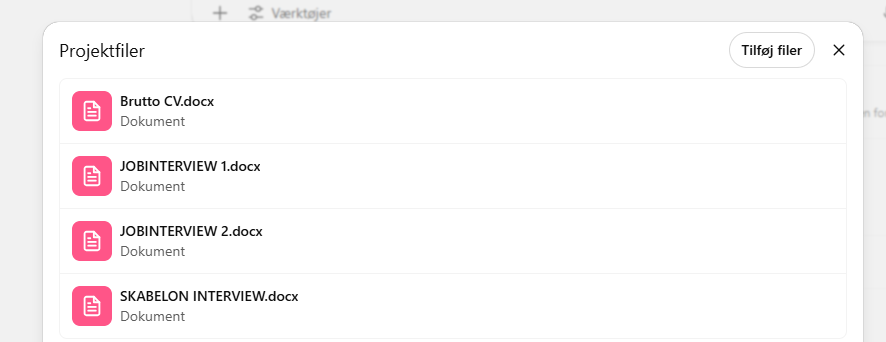 Værktøjer
Projektfiler
Tilføj filer
Brutto CV.docx
Dokument
JOBINTERVIEW 1.docx
Dokument
JOBINTERVIEW 2.docx
Dokument
SKABELON INTERVIEW.docx
Dokument